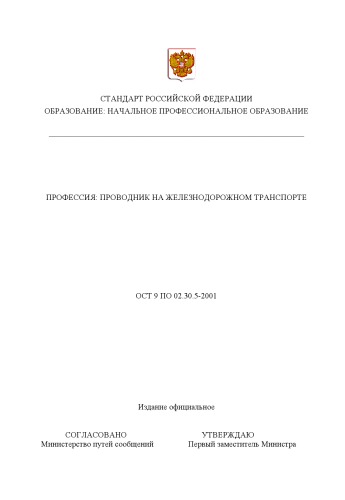 СТАНДАРТ РОССИЙСКОЙ ФЕДЕРАЦИИ
ОБРАЗОВАНИЕ: НАЧАЛЬНОЕ ПРОФЕССИОНАЛЬНОЕ ОБРАЗОВАНИЕ
ПРОФЕССИЯ: ПРОВОДНИК НА ЖЕЛЕЗНОДОРОЖНОМ ТРАНСПОРТЕ
ОСТ 9 ПО 02.30.5-2001
Издание официальное
СОГЛАСОВАНО УТВЕРЖДАЮ
Министерство путей сообщений Первый заместитель Министра